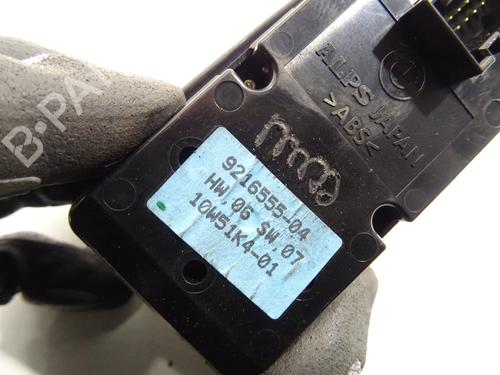 ALPS JAPAN
>ABS<
9216555-04
HW,06 SW,07
10W51K4-01
B-PA